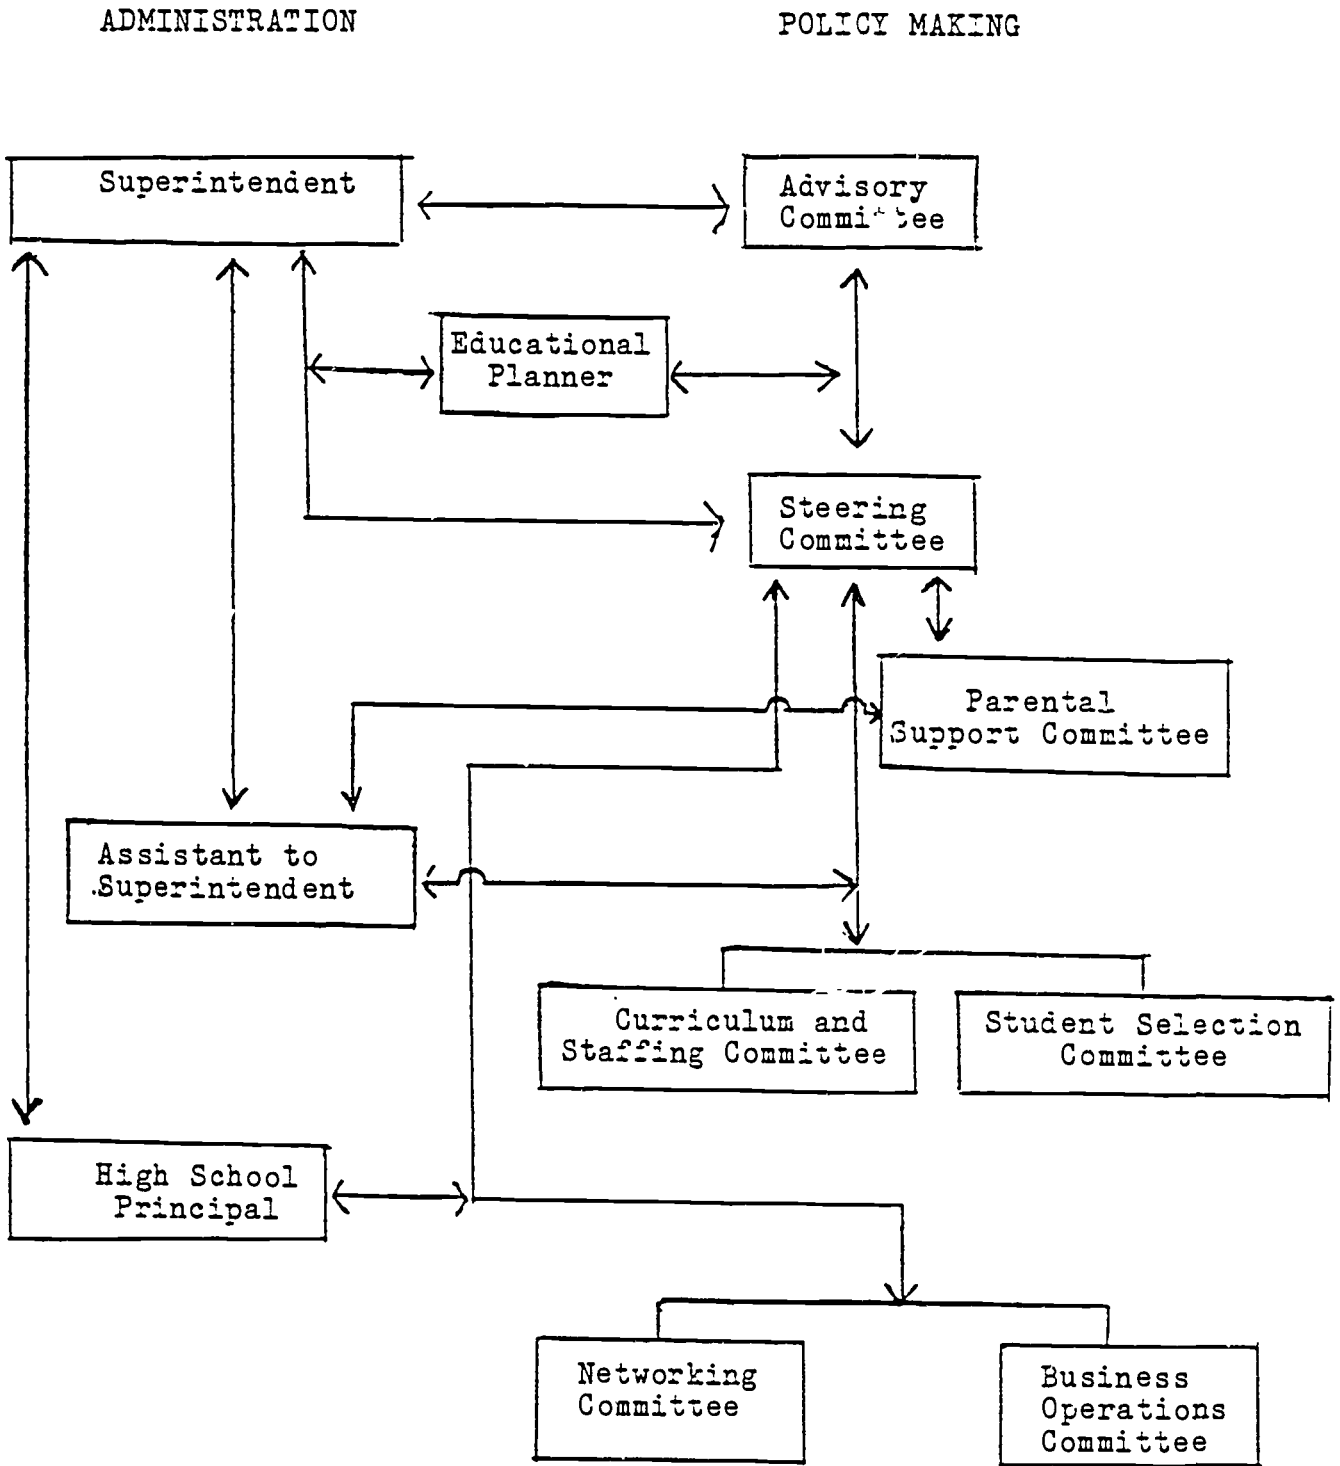 ADMINISTRATION
POLICY MAKING
Superintendent
Advisory
Committee
Educational
Planner
Steering
Committee
Parental
Support Committee
Assistant to
Superintendent
Curriculum and
Staffing Committee
Student Selection
Committee
High School
Principal
Networking
Committee
Business
Operations
Committee